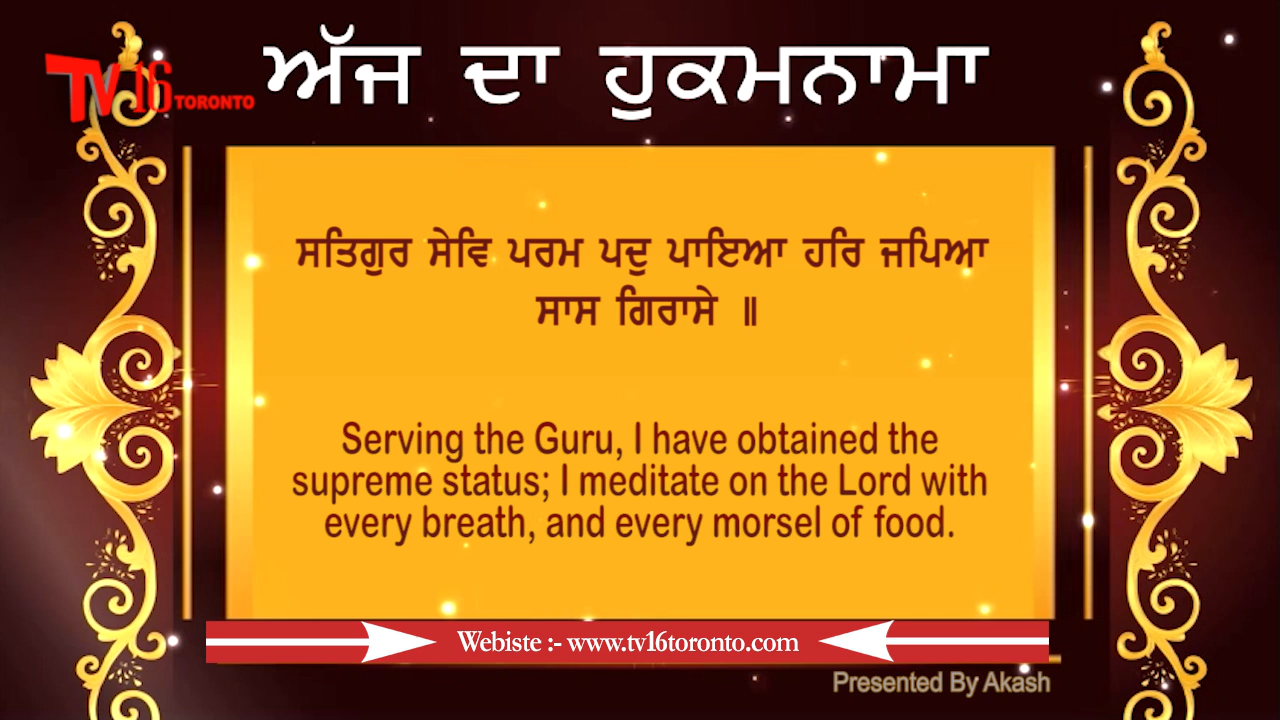 TV16 TORONTO
ਅੱਜ ਦਾ ਹੁਕਮਨਾਮਾ
ਸਤਿਗੁਰ ਸੇਵਿ ਪਰਮ ਪਦੁ ਪਾਇਆ ਹਰਿ ਜਪਿਆ
ਸਾਸ ਗਿਰਾਸੇ ॥
Serving the Guru, I have obtained the
supreme status; I meditate on the Lord with
every breath, and every morsel of food.
Webiste :- www.tv16toronto.com
Presented By Akash